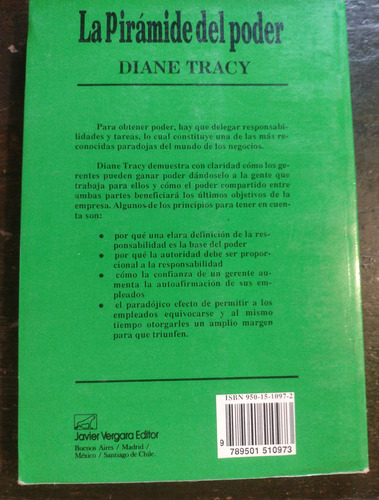 La Pirámide del poder
DIANE TRACY
Para obtener poder, hay que delegar responsabi-
lidades y tareas, lo cual constituye una de las más re-
conocidas paradojas del mundo de los negocios.
Diane Tracy demuestra con claridad cómo los ge-
rentes pueden ganar poder dándoselo a la gente que
trabaja para ellos y cómo el poder compartido entre
ambas partes beneficiará los últimos objetivos de la
empresa. Algunos de los principios para tener en cuen-
ta son:
• por qué una clara definición de la res-
ponsabilidad es la base del poder
• por qué la autoridad debe ser propor-
cional a la responsabilidad
• cómo la confianza de un gerente au-
menta la autoafirmación de sus em-
pleados
• el paradójico efecto de permitir a los
empleados equivocarse y al mismo
tiempo otorgarles un amplio margen
para que triunfen.
ISBN 950-15-1097-2
9 789501 510973
Javier Vergara Editor
Buenos Aires / Madrid /
México / Santiago de Chile.